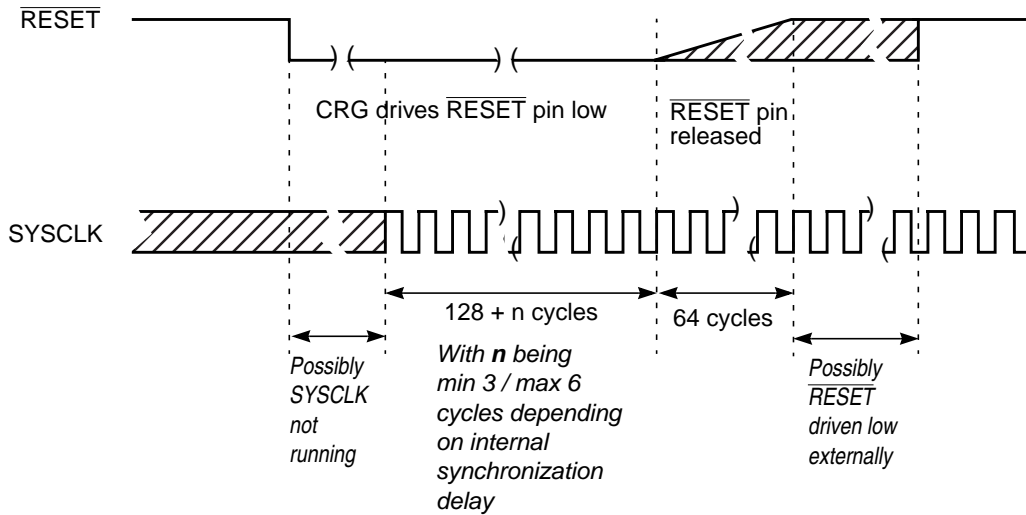 RESET
CRG drives RESET pin low
RESET pin
released
SYSCLK
128 + n cycles
64 cycles
Possibly
SYSCLK
not
running
With n being
min 3 / max 6
cycles depending
on internal
synchronization
delay
Possibly
RESET
driven low
externally